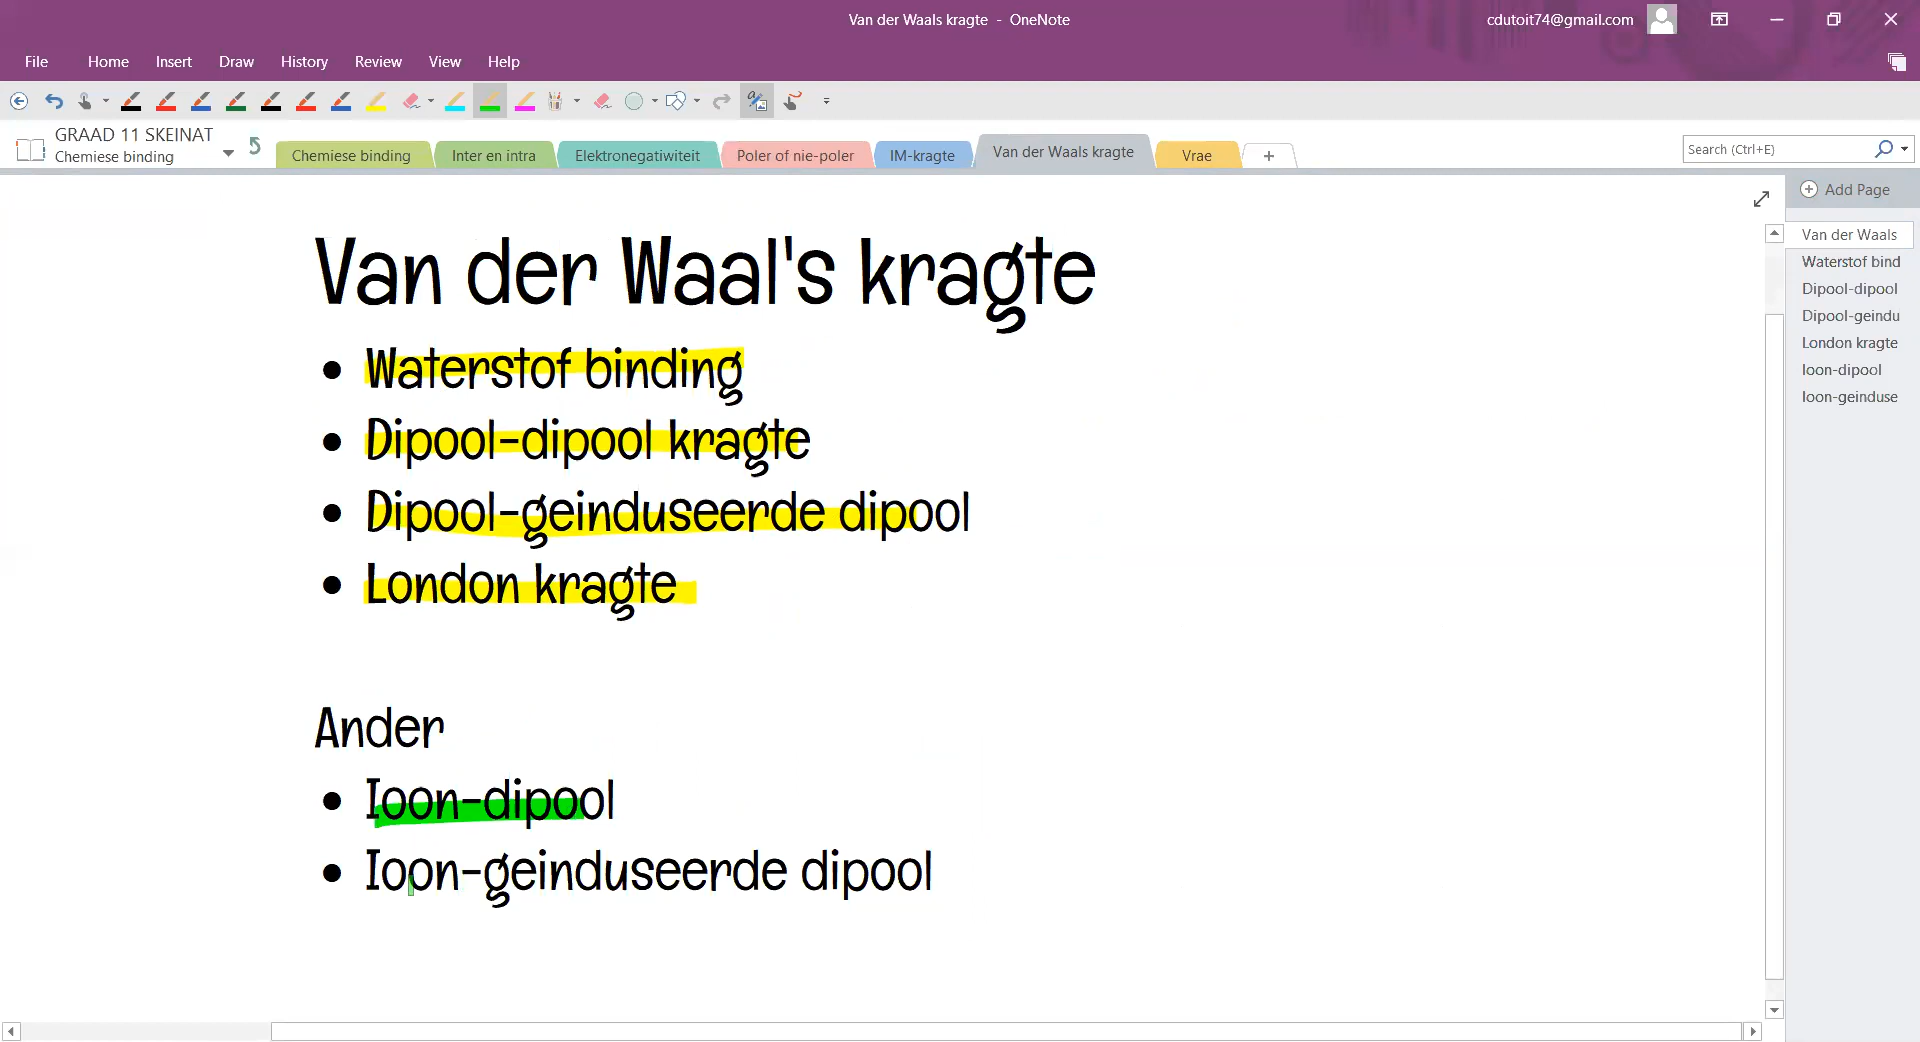 Van der Waals kragte - OneNote
cdutoit74@gmail.com
File Home Insert Draw History Review View Help
GRAAD 11 SKEINAT
Chemiese binding
Chemiese binding
Inter en intra
Elektronegatiwiteit
Poler of nie-poler
IM-kragte
Van der Waals kragte
Vrae
+
Search (Ctrl+E)
Add Page
Van der Waals
Waterstof bind
Dipool-dipool
Dipool-geindu
London kragte
Ioon-dipool
Ioon-geinduse
Van der Waal's kragte
• Waterstof binding
• Dipool-dipool kragte
• Dipool-geinduseerde dipool
• London kragte
Ander
• Ioon-dipool
• Ioon-geinduseerde dipool